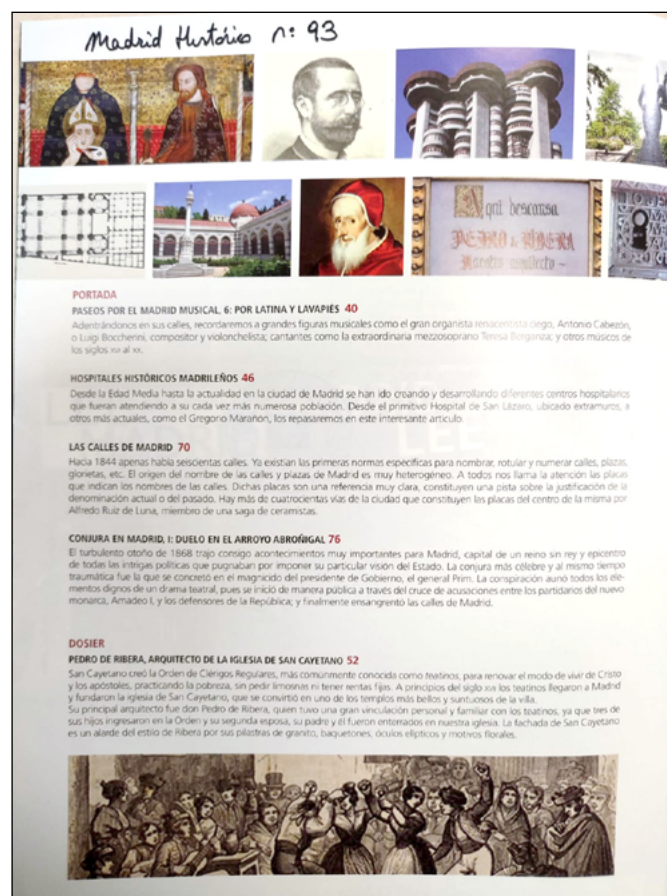 Madrid Histórico nº 93
Aqui descansa
PEDRO de RIBERA
Maestro arquitecto -
PORTADA
PASEOS POR EL MADRID MUSICAL, 6: POR LATINA Y LAVAPIÉS 40
Adentrándonos en sus calles, recordaremos a grandes figuras musicales como el gran organista renacentista ciego, Antonio Cabezón,
o Luigi Boccherini, compositor y violonchelista; cantantes como la extraordinaria mezzosoprano Teresa Berganza; y otros músicos de
los siglos XVI al XX.
HOSPITALES HISTÓRICOS MADRILEÑOS 46
Desde la Edad Media hasta la actualidad en la ciudad de Madrid se han ido creando y desarrollando diferentes centros hospitalarios
que fueran atendiendo a su cada vez más numerosa población. Desde el primitivo Hospital de San Lázaro, ubicado extramuros, a
otros más actuales, como el Gregorio Marañón, los repasaremos en este interesante artículo.
LAS CALLES DE MADRID 70
Hacia 1844 apenas había seiscientas calles. Ya existían las primeras normas específicas para nombrar, rotular y numerar calles, plazas,
glorietas, etc. El origen del nombre de las calles y plazas de Madrid es muy heterogéneo. A todos nos llama la atención las placas
que indican los nombres de las calles. Dichas placas son una referencia muy clara, constituyen una pista sobre la justificación de la
denominación actual o del pasado. Hay más de cuatrocientas vías de la ciudad que constituyen las placas del centro de la misma por
Alfredo Ruiz de Luna, miembro de una saga de ceramistas.
CONJURA EN MADRID, I: DUELO EN EL ARROYO ABROÑIGAL 76
El turbulento otoño de 1868 trajo consigo acontecimientos muy importantes para Madrid, capital de un reino sin rey y epicentro
de todas las intrigas políticas que pugnaban por imponer su particular visión del Estado. La conjura más célebre y al mismo tiempo
traumática fue la que se concretó en el magnicidio del presidente de Gobierno, el general Prim. La conspiración aunó todos los ele-
mentos dignos de un drama teatral, pues se inició de manera pública a través del cruce de acusaciones entre los partidarios del nuevo
monarca, Amadeo I, y los defensores de la República; y finalmente ensangrentó las calles de Madrid.
DOSIER
PEDRO DE RIBERA, ARQUITECTO DE LA IGLESIA DE SAN CAYETANO 52
San Cayetano creó la Orden de Clérigos Regulares, más comunmente conocida como teatinos, para renovar el modo de vivir de Cristo
y los apóstoles, practicando la pobreza, sin pedir limosnas ni tener rentas fijas. A principios del siglo los teatinos llegaron a Madrid
y fundaron la iglesia de San Cayetano, que se convirtió en uno de los templos más bellos y suntuosos de la villa.
Su principal arquitecto fue don Pedro de Ribera, quien tuvo una gran vinculación personal y familiar con los teatinos, ya que tres de
sus hijos ingresaron en la Orden y su segunda esposa, su padre y él fueron enterrados en nuestra iglesia. La fachada de San Cayetano
es un alarde del estilo de Ribera por sus pilastras de granito, baquetones, óculos elípticos y motivos florales.